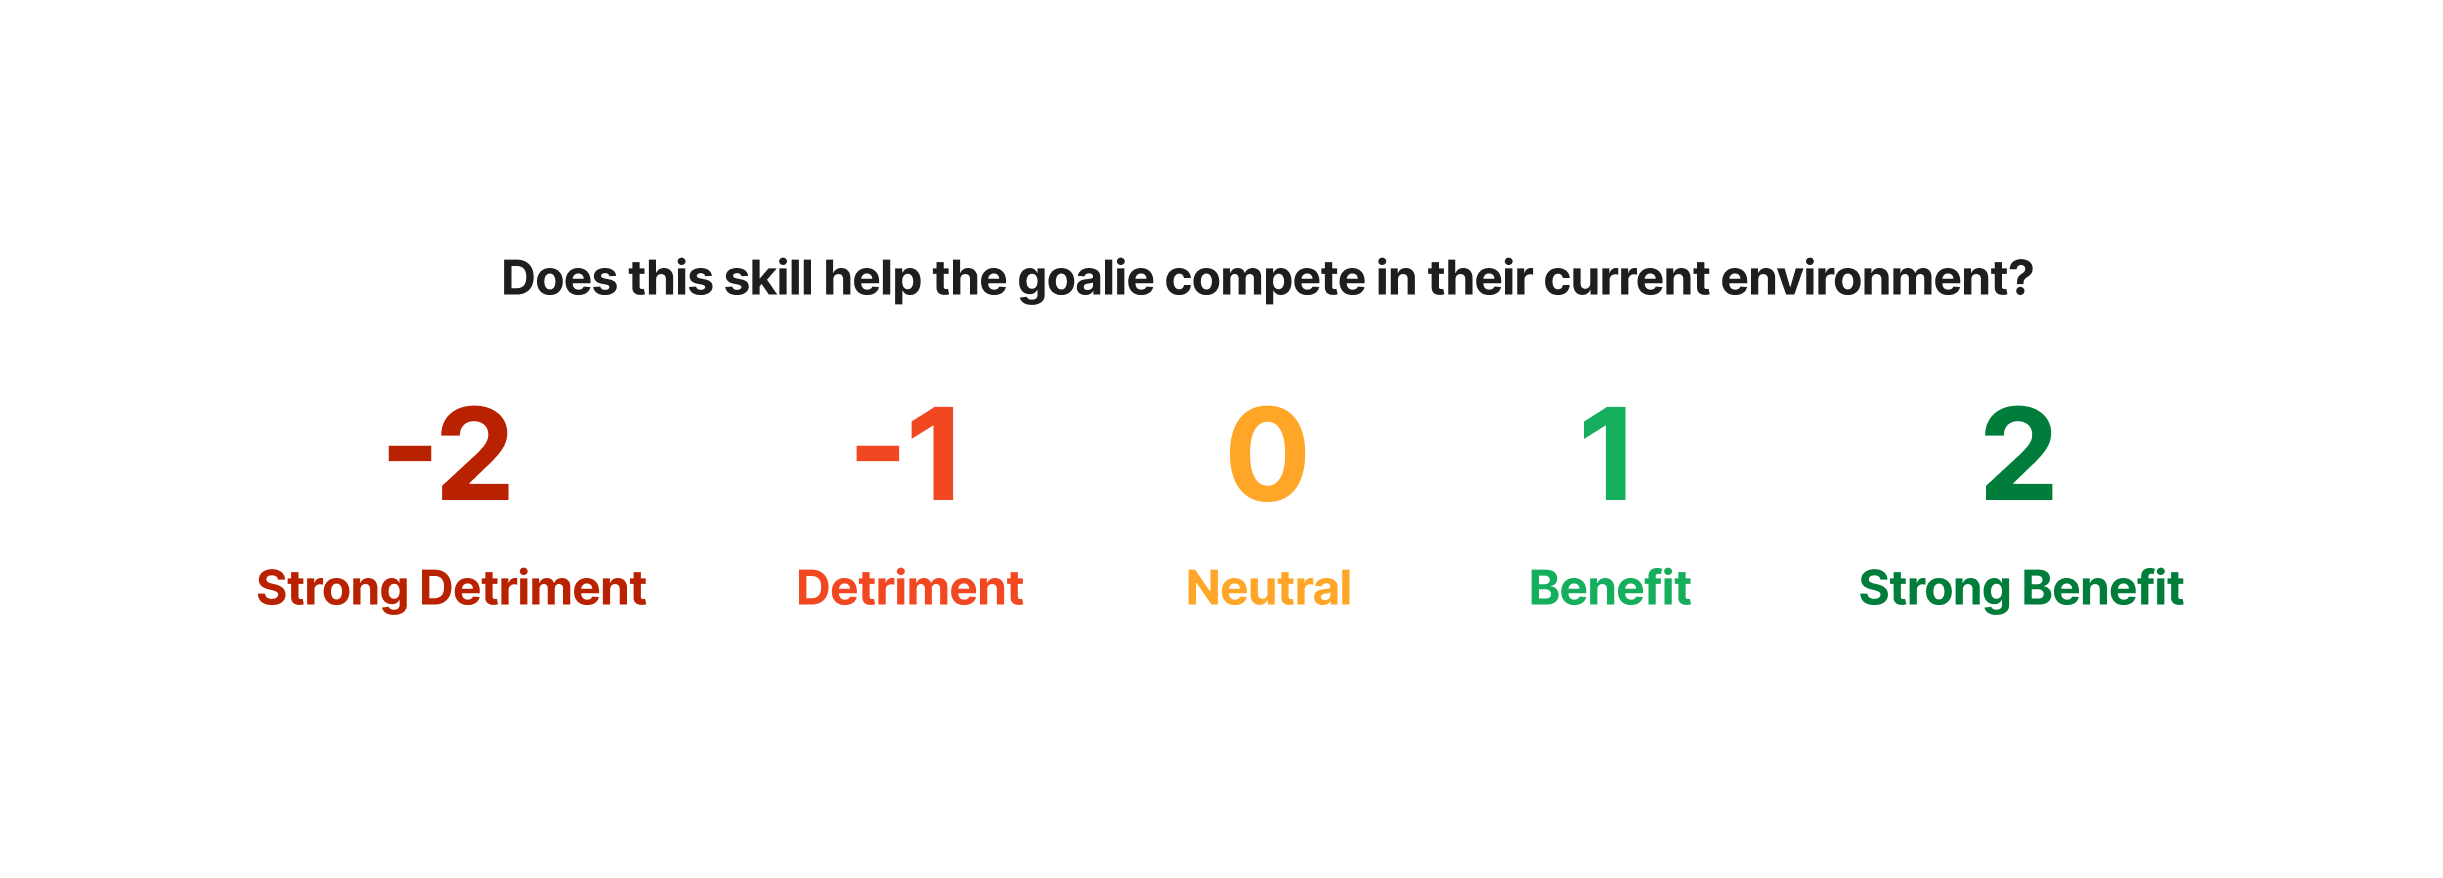 Does this skill help the goalie compete in their current environment?
-2 -1 0 1 2
Strong Detriment Detriment Neutral Benefit Strong Benefit